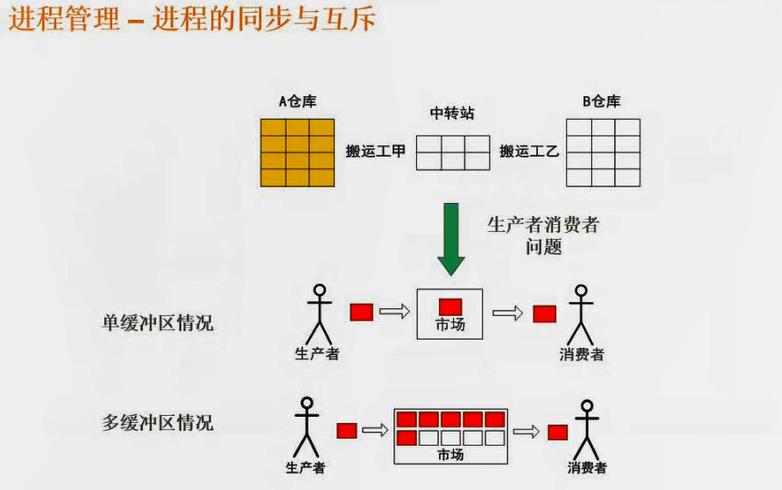 进程管理 – 进程的同步与互斥
A仓库
中转站
B仓库
搬运工甲
搬运工乙
生产者消费者
问题
单缓冲区情况
市场
生产者
消费者
多缓冲区情况
市场
生产者
消费者